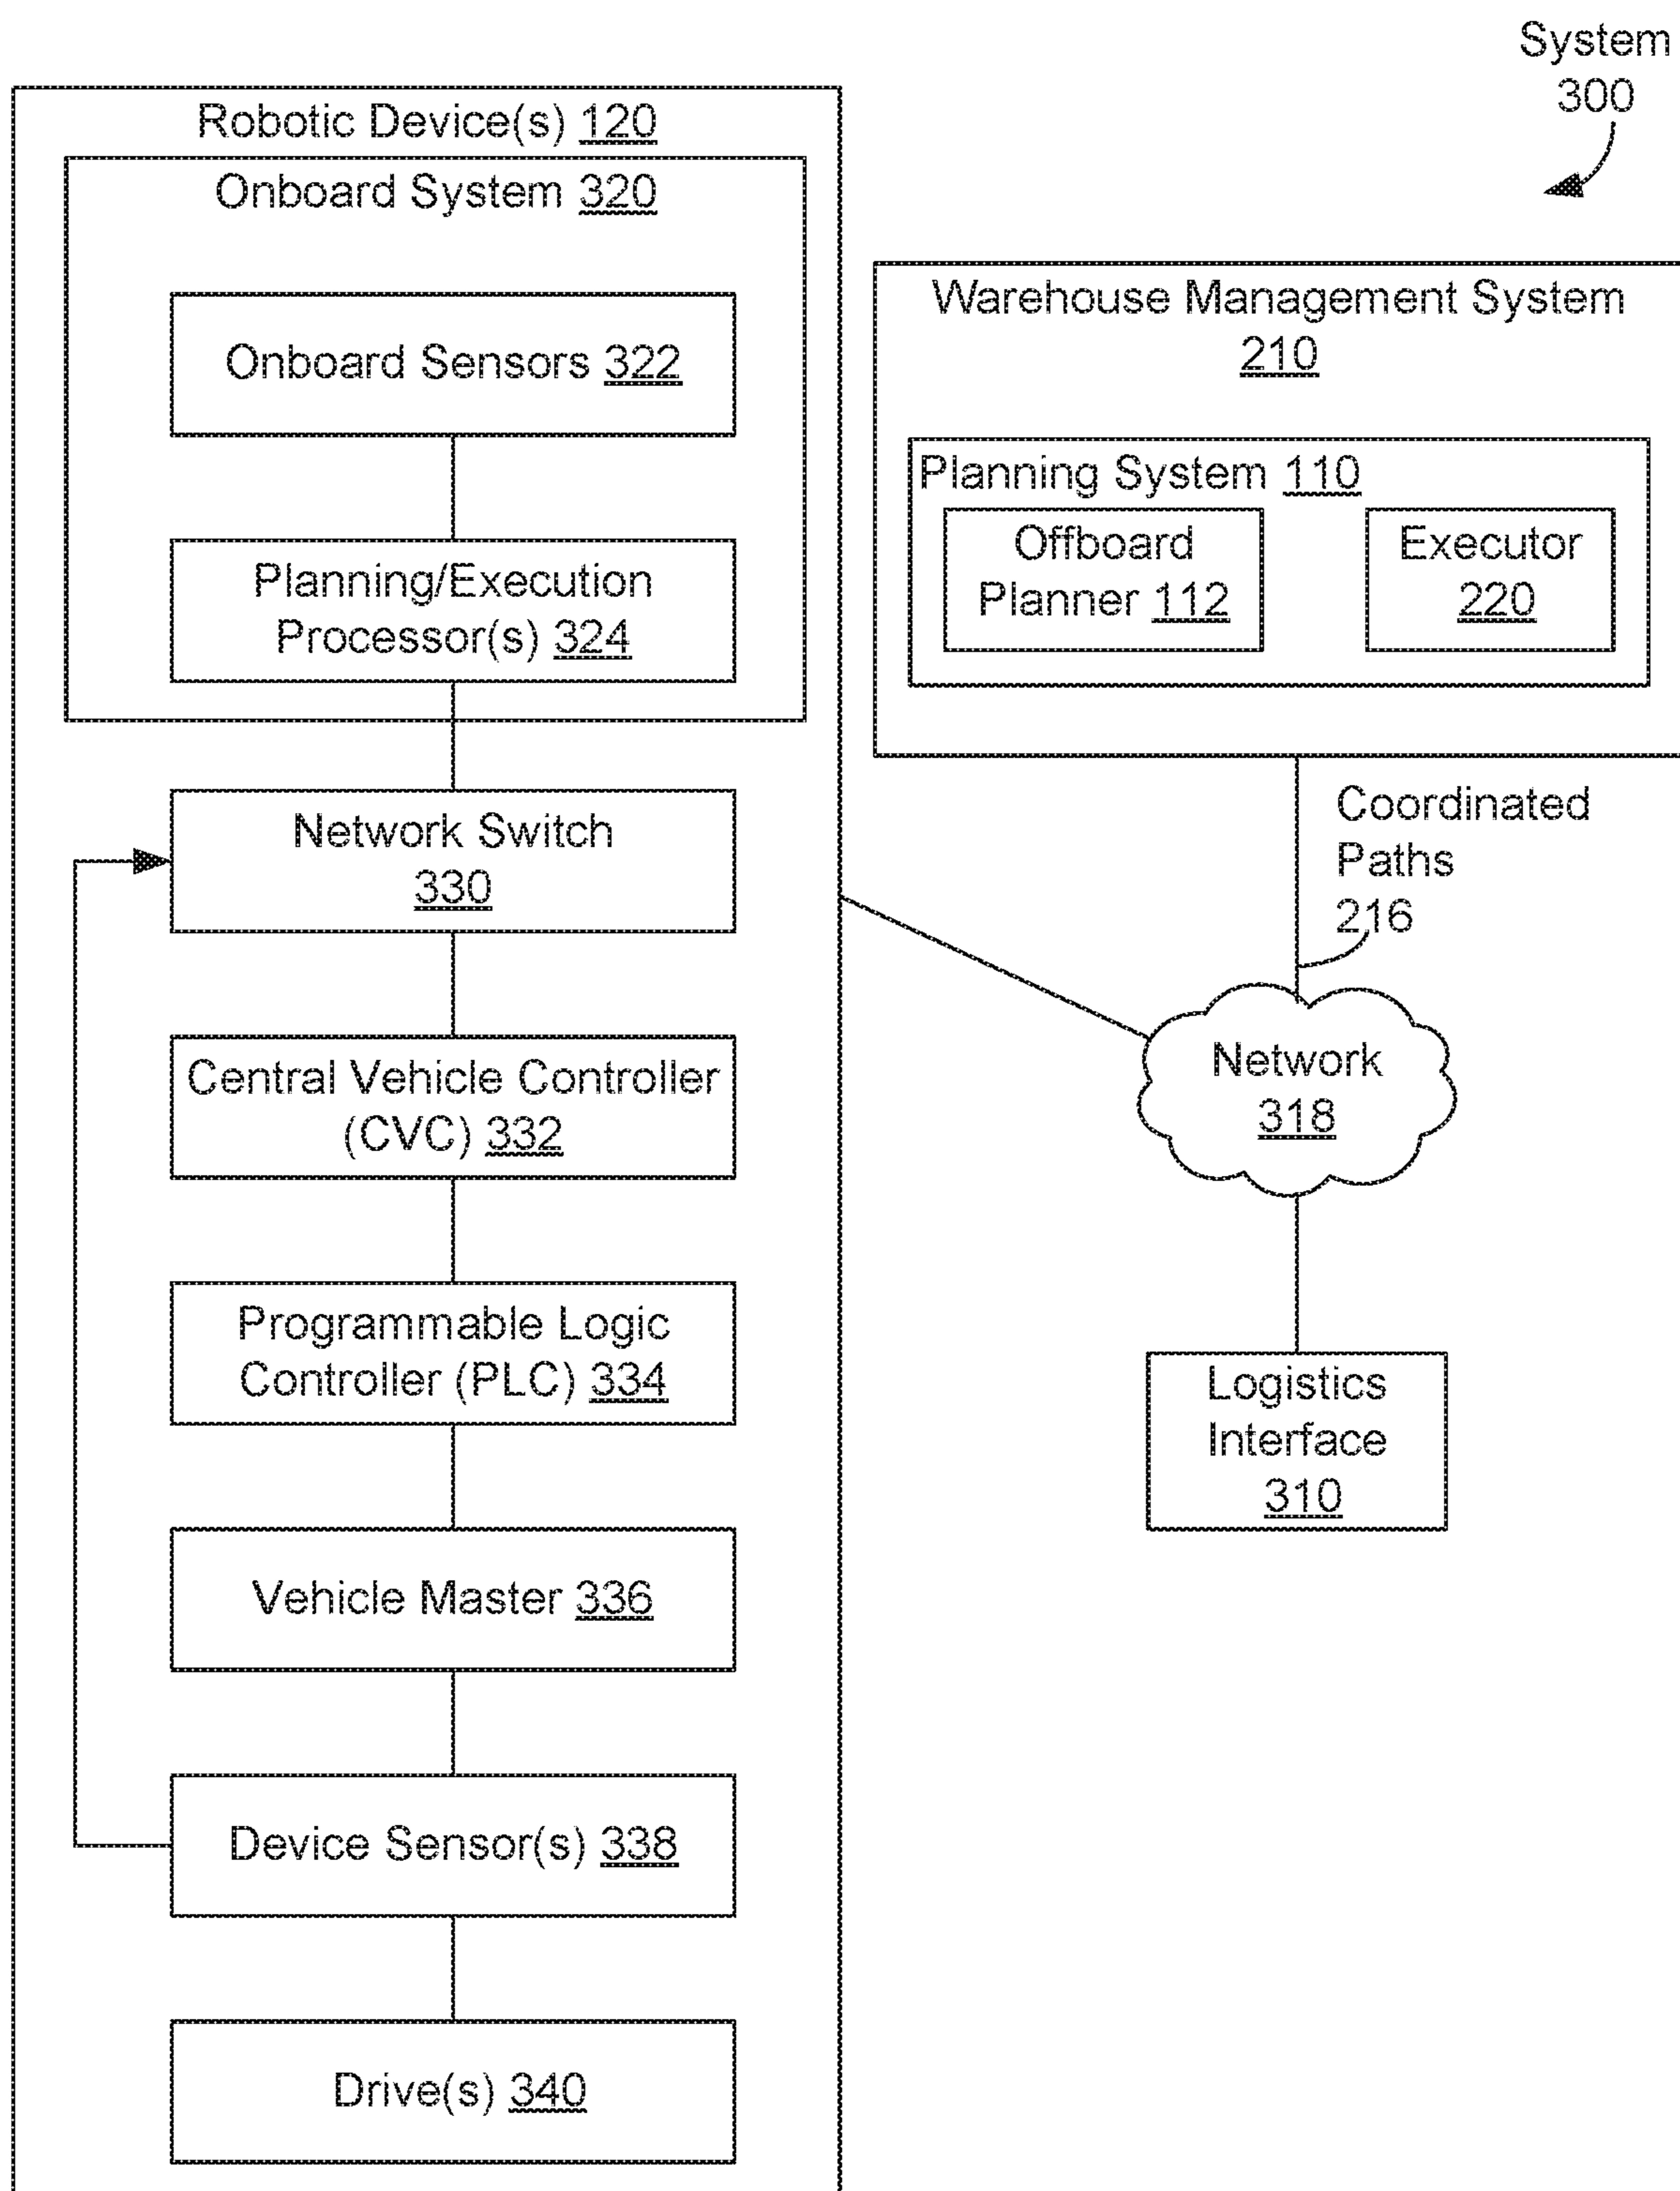 System
300
Robotic Device(s) 120
Onboard System 320
Onboard Sensors 322
Planning/Execution
Processor(s) 324
Network Switch
330
Central Vehicle Controller
(CVC) 332
Programmable Logic
Controller (PLC) 334
Vehicle Master 336
Device Sensor(s) 338
Drive(s) 340
Warehouse Management System
210
Planning System 110
Offboard
Planner 112
Executor
220
Coordinated
Paths
216
Network
318
Logistics
Interface
310